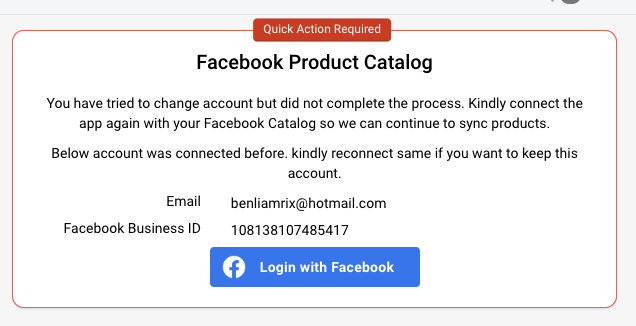 Quick Action Required
Facebook Product Catalog
You have tried to change account but did not complete the process. Kindly connect the
app again with your Facebook Catalog so we can continue to sync products.
Below account was connected before. kindly reconnect same if you want to keep this
account.
Email benliamrix@hotmail.com
Facebook Business ID 108138107485417
Login with Facebook